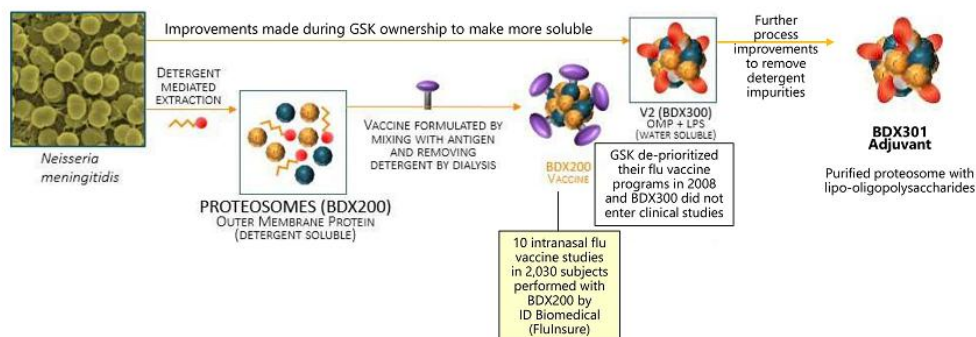 Improvements made during GSK ownership to make more soluble
Further
process
improvements
to remove
detergent
impurities
DETERGENT
MEDIATED
EXTRACTION
Neisseria
meningitidis
PROTEOSOMES (BDX200)
OUTER MEMBRANE PROTEIN
(DETERGENT SOLUBLE)
VACCINE FORMULATED BY
MIXING WITH ANTIGEN
AND REMOVING
DETERGENT BY DIALYSIS
BDX200
VACCINE
V2 (BDX300)
OMP + LPS
(WATER SOLUBLE)
GSK de-prioritized
their flu vaccine
programs in 2008
and BDX300 did not
enter clinical studies
BDX301
Adjuvant
Purified proteosome with
lipo-oligopolysaccharides
10 intranasal flu
vaccine studies
in 2,030 subjects
performed with
BDX200 by
ID Biomedical
(FluInsure)